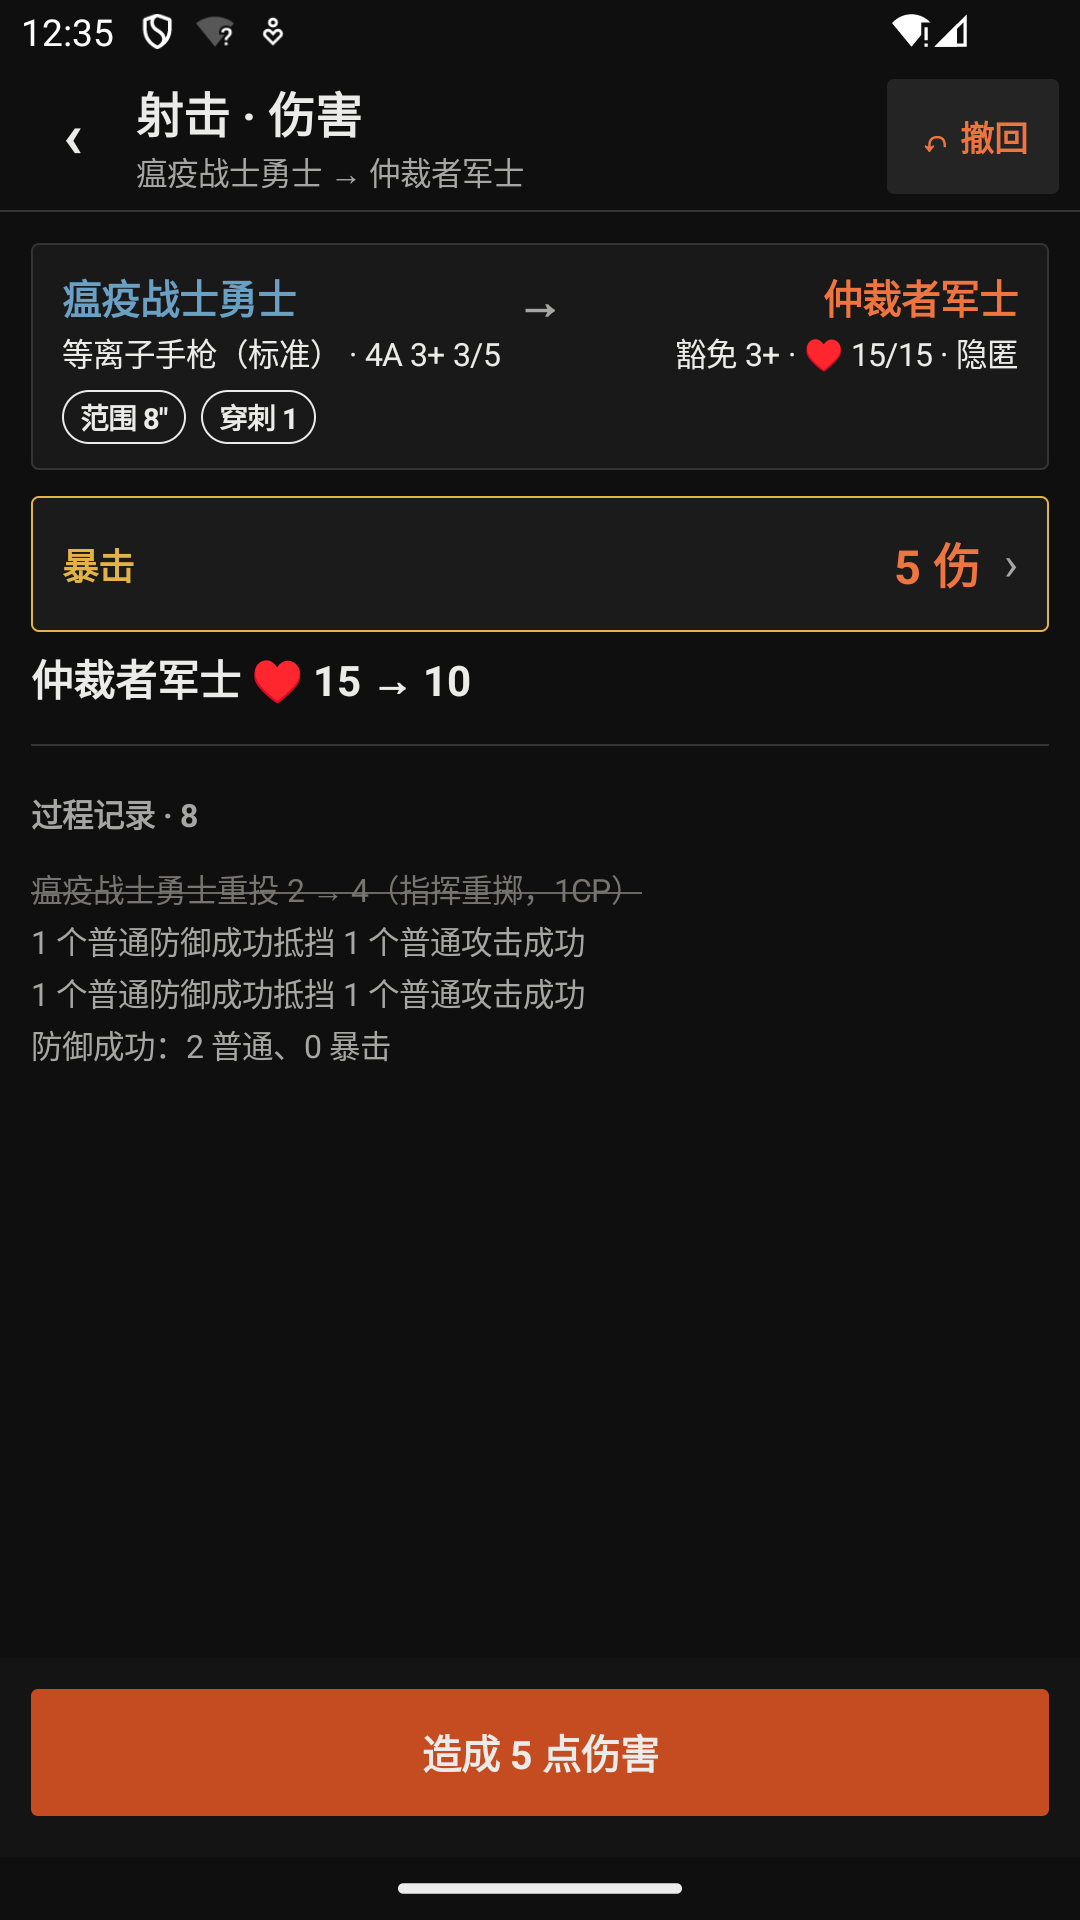 12:35
射击 · 伤害
瘟疫战士勇士 → 仲裁者军士
撤回
瘟疫战士勇士 → 仲裁者军士
等离子手枪（标准） · 4A 3+ 3/5
豁免 3+ · ❤️ 15/15 · 隐匿
范围 8" 穿刺 1
暴击 5 伤 ›
仲裁者军士 ❤️ 15 → 10
过程记录 · 8
瘟疫战士勇士重投 2 → 4（指挥重掷，1CP）
1 个普通防御成功抵挡 1 个普通攻击成功
1 个普通防御成功抵挡 1 个普通攻击成功
防御成功：2 普通、0 暴击
造成 5 点伤害